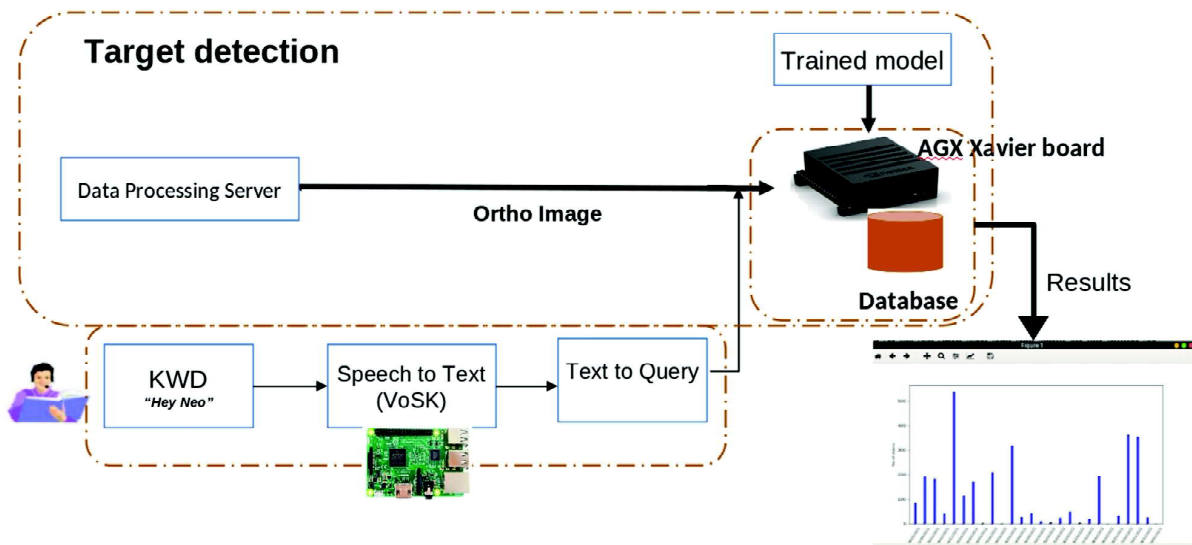 Target detection
Trained model
AGX Xavier board
Data Processing Server
Ortho Image
Database
Results
KWD
“Hey Neo”
Speech to Text
(VoSK)
Text to Query
Figure 1